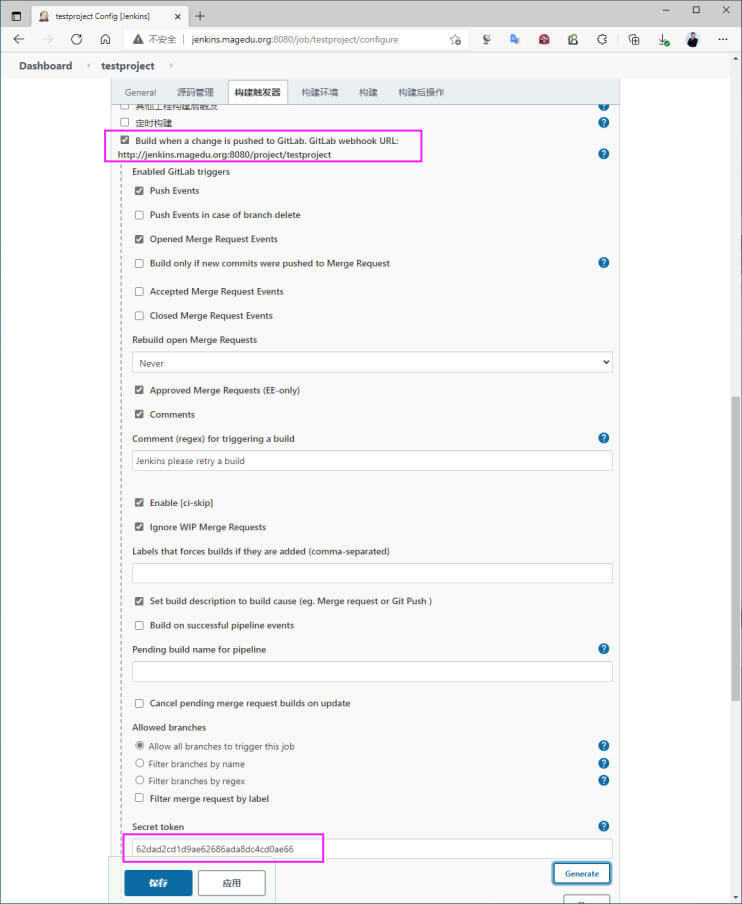 testproject Config [Jenkins]
不安全
jenkins.magedu.org:8080/job/testproject/configure
Dashboard
testproject
General
源码管理
构建触发器
构建环境
构建
构建后操作
其他工程构建后触发
定时构建
Build when a change is pushed to GitLab. GitLab webhook URL:
http://jenkins.magedu.org:8080/project/testproject
Enabled GitLab triggers
Push Events
Push Events in case of branch delete
Opened Merge Request Events
Build only if new commits were pushed to Merge Request
Accepted Merge Request Events
Closed Merge Request Events
Rebuild open Merge Requests
Never
Approved Merge Requests (EE-only)
Comments
Comment (regex) for triggering a build
Jenkins please retry a build
Enable [ci-skip]
Ignore WIP Merge Requests
Labels that forces builds if they are added (comma-separated)
Set build description to build cause (eg. Merge request or Git Push )
Build on successful pipeline events
Pending build name for pipeline
Cancel pending merge request builds on update
Allowed branches
Allow all branches to trigger this job
Filter branches by name
Filter branches by regex
Filter merge request by label
Secret token
62dad2cd1d9ae62686ada8dc4cd0ae66
Generate
保存
应用